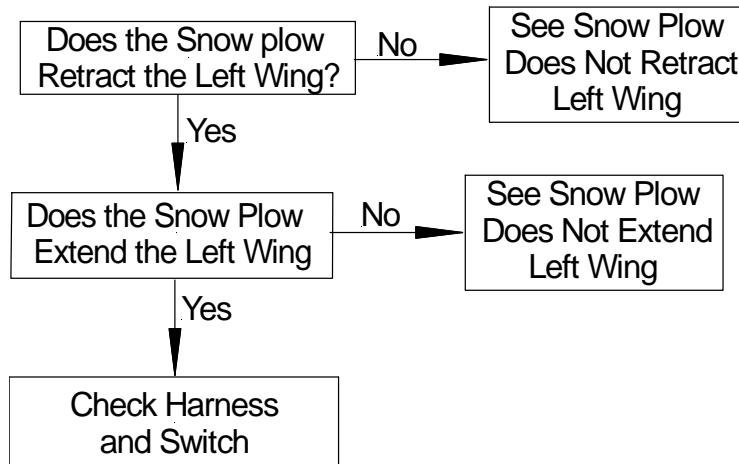 Does the Snow plow
Retract the Left Wing?
No
See Snow Plow
Does Not Retract
Left Wing
Yes
Does the Snow Plow
Extend the Left Wing
No
See Snow Plow
Does Not Extend
Left Wing
Yes
Check Harness
and Switch